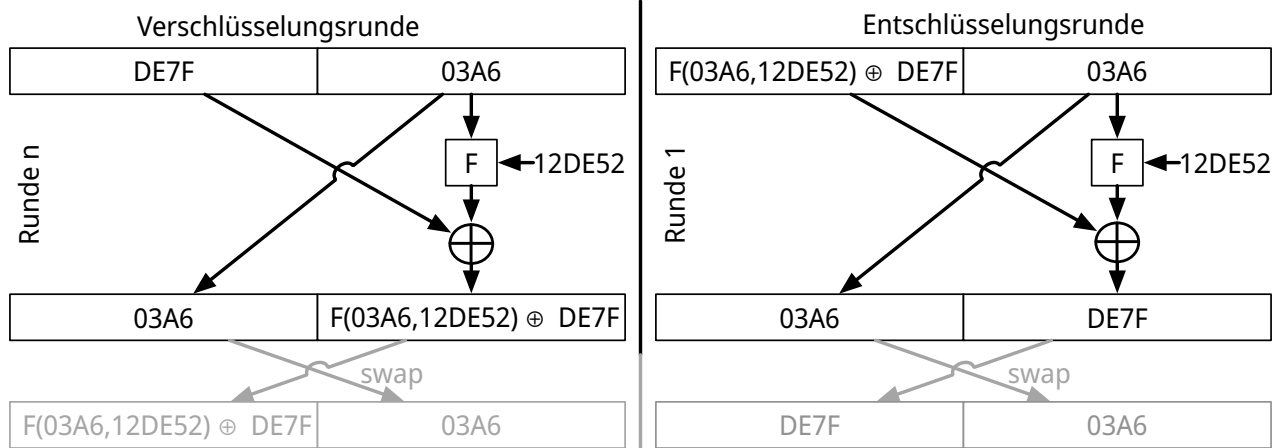 Verschlüsselungsrunde
DE7F 03A6
Runde n
F 12DE52
03A6 F(03A6,12DE52) ⊕ DE7F
swap
F(03A6,12DE52) ⊕ DE7F 03A6
Entschlüsselungsrunde
F(03A6,12DE52) ⊕ DE7F 03A6
Runde 1
F 12DE52
03A6 DE7F
swap
DE7F 03A6